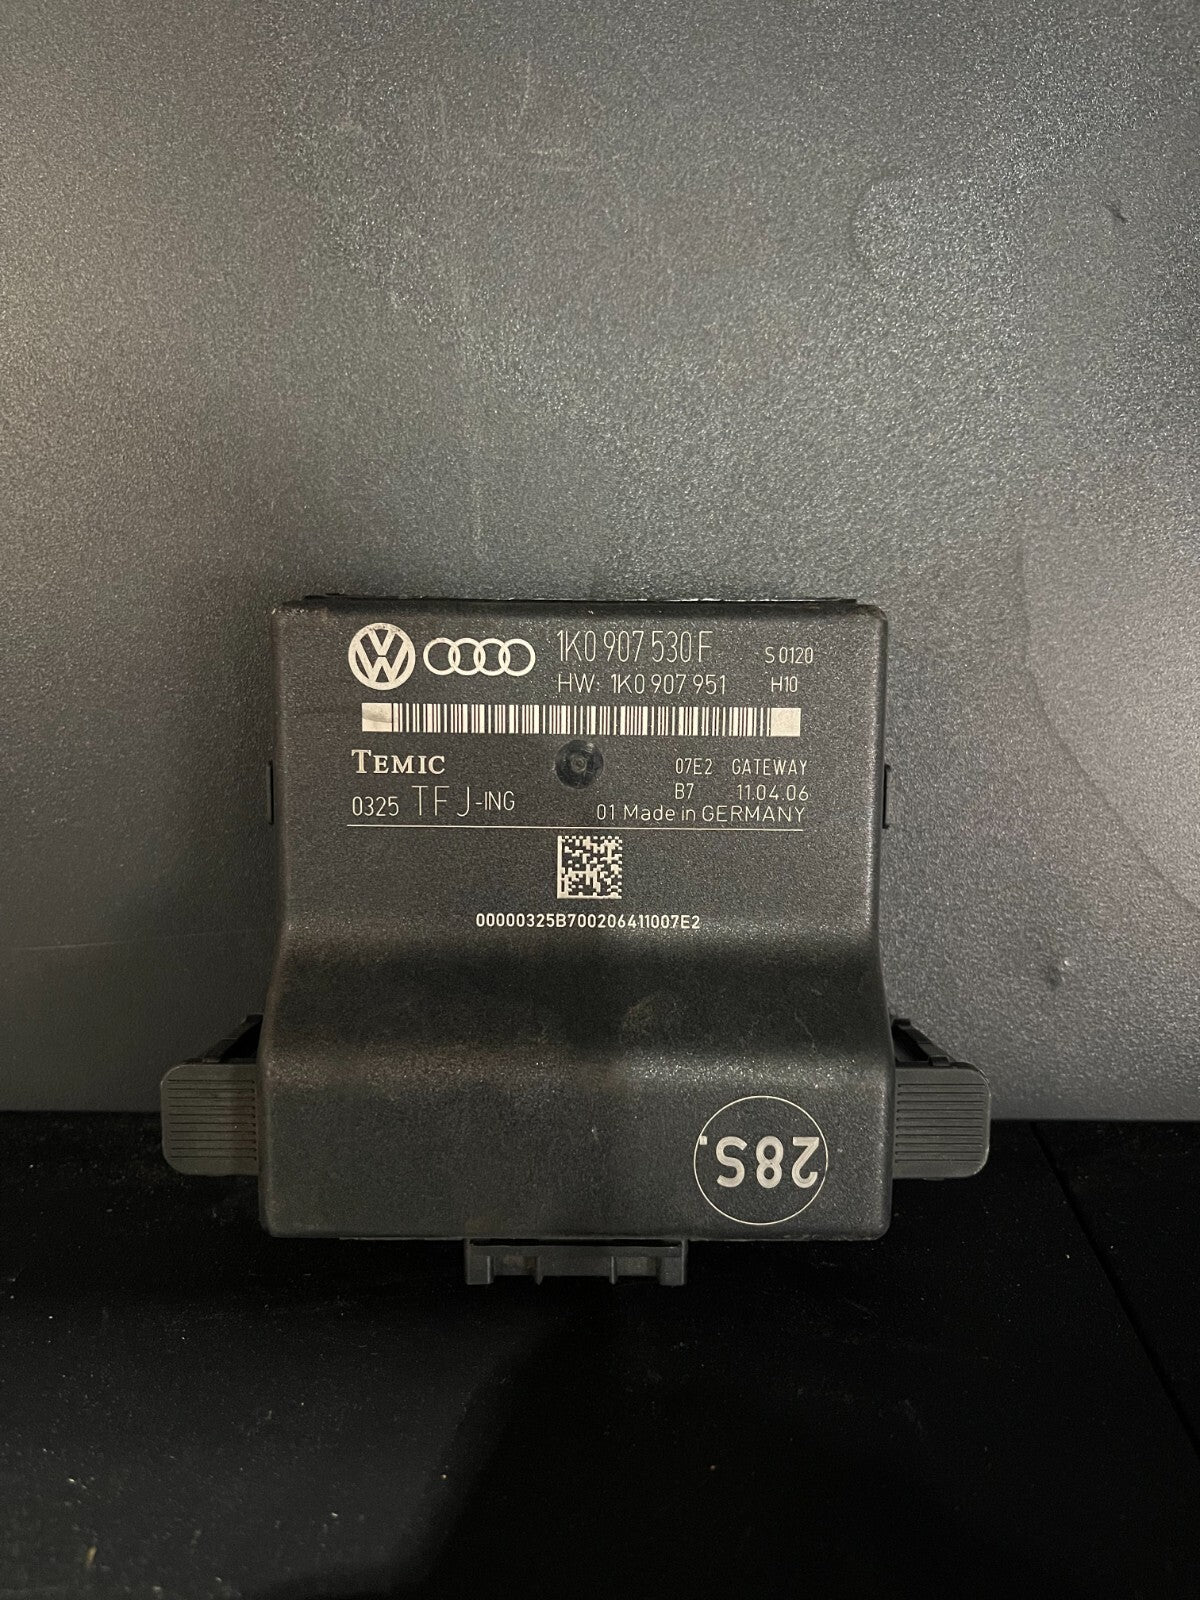 1K0 907 530 F S 0120
HW: 1K0 907 951 H10
TEMIC 07E2 GATEWAY
B7 11.04.06
0325 TF J-ING 01 Made in GERMANY
00000325B700206411007E2
28S.